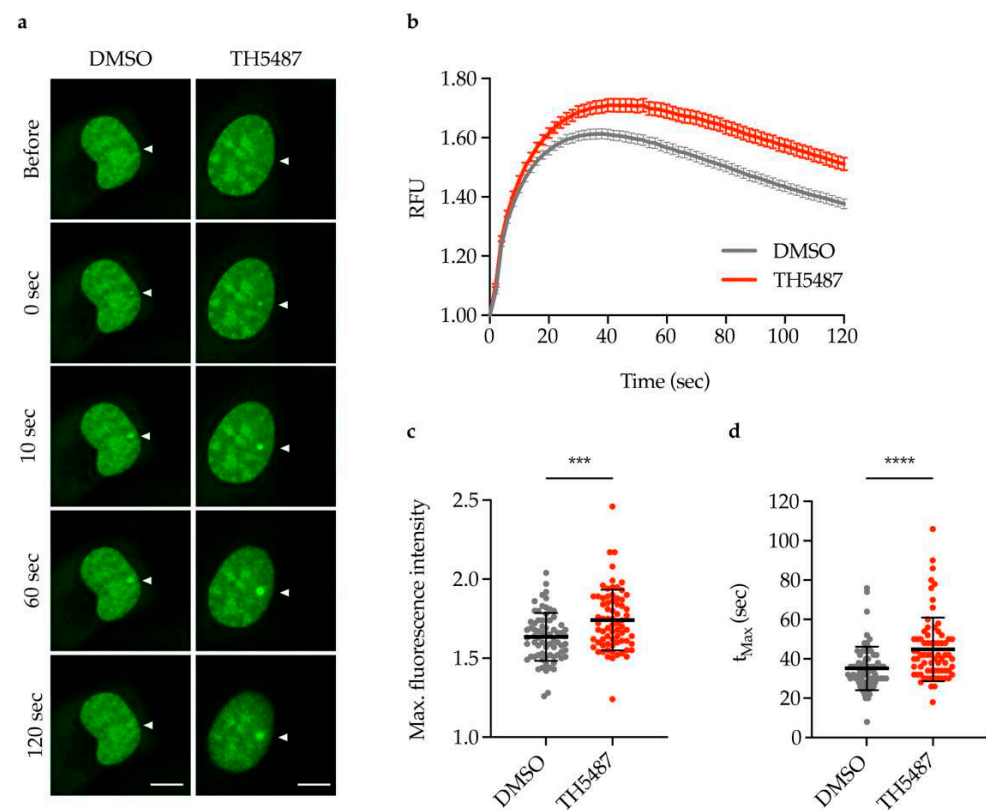 a
DMSO
TH5487
Before
0 sec
10 sec
60 sec
120 sec
b
1.80
1.60
1.40
1.20
1.00
RFU
0
20
40
60
80
100
120
Time (sec)
DMSO
TH5487
c
***
2.5
2.0
1.5
1.0
Max. fluorescence intensity
DMSO
TH5487
d
****
120
100
80
60
40
20
0
tMax (sec)
DMSO
TH5487